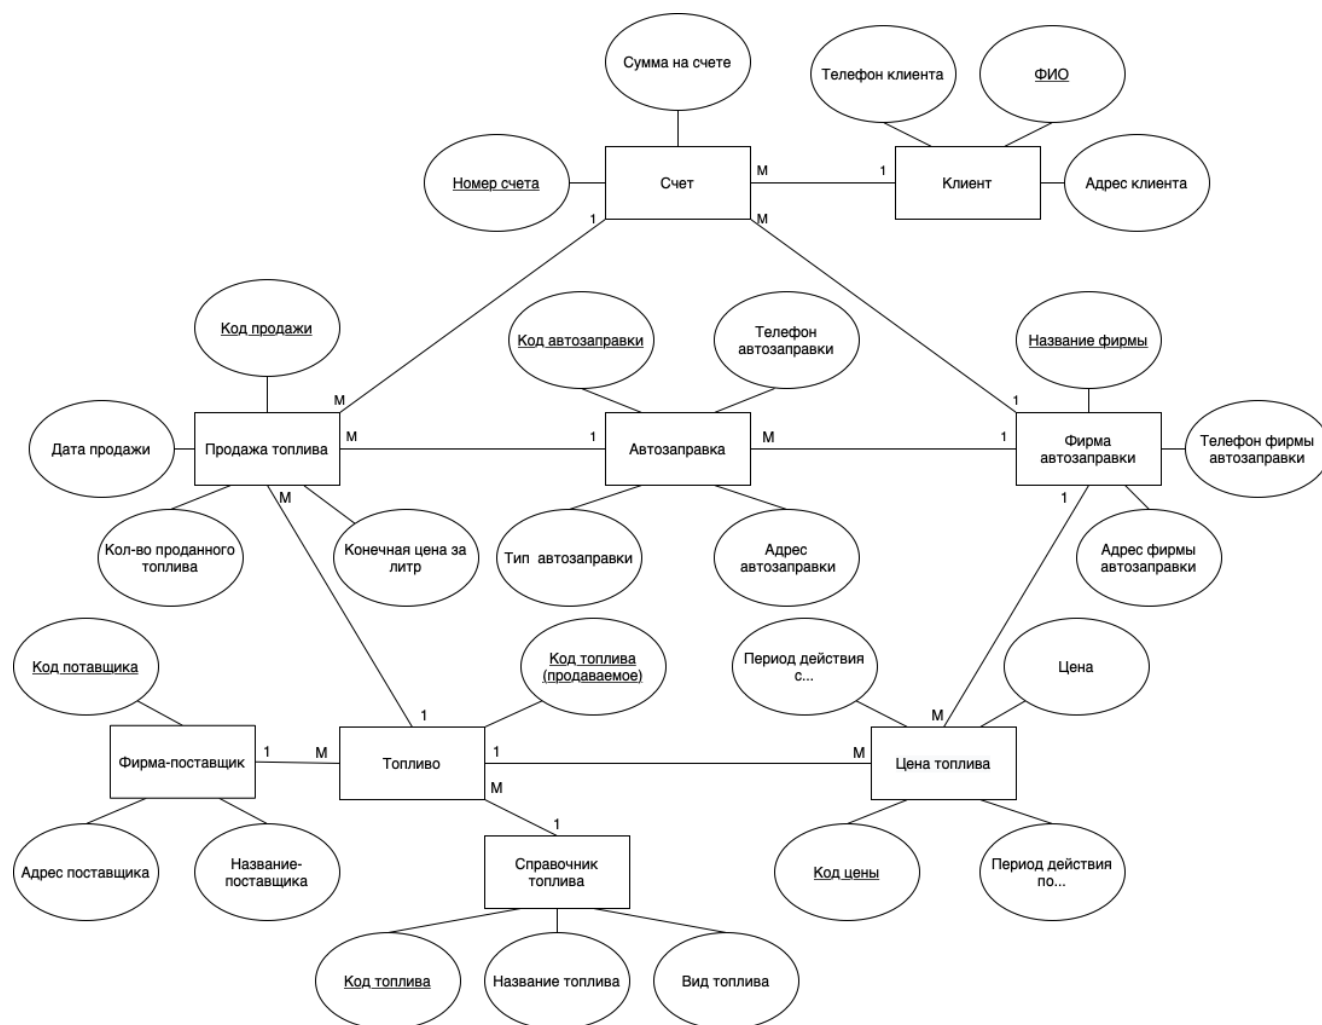 Сумма на счете
Телефон клиента
ФИО
Номер счета
Счет
М
1
Клиент
Адрес клиента
1
М
Код продажи
Код автозаправки
Телефон
автозаправки
Название фирмы
М
1
Дата продажи
Продажа топлива
М
1
Автозаправка
М
1
Фирма
автозаправки
Телефон фирмы
автозаправки
М
1
Кол-во проданного
топлива
Конечная цена за
литр
Тип автозаправки
Адрес
автозаправки
Адрес фирмы
автозаправки
Код потавщика
Код топлива
(продаваемое)
Период действия
с...
Цена
1
М
Фирма-поставщик
1
М
Топливо
1
М
Цена топлива
М
1
Адрес поставщика
Название-
поставщика
Справочник
топлива
Код цены
Период действия
по...
Код топлива
Название топлива
Вид топлива